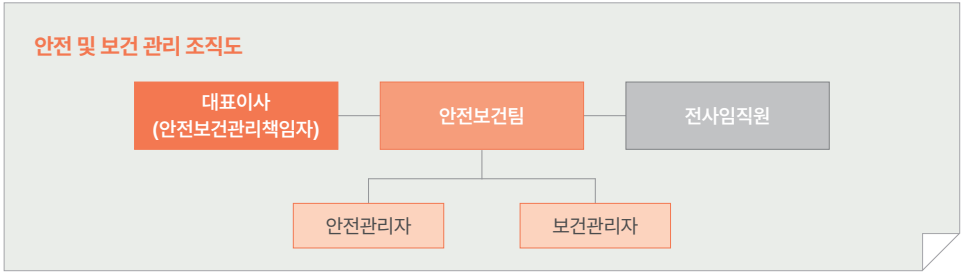 안전 및 보건 관리 조직도
대표이사
(안전보건관리책임자)
안전보건팀
전사임직원
안전관리자
보건관리자